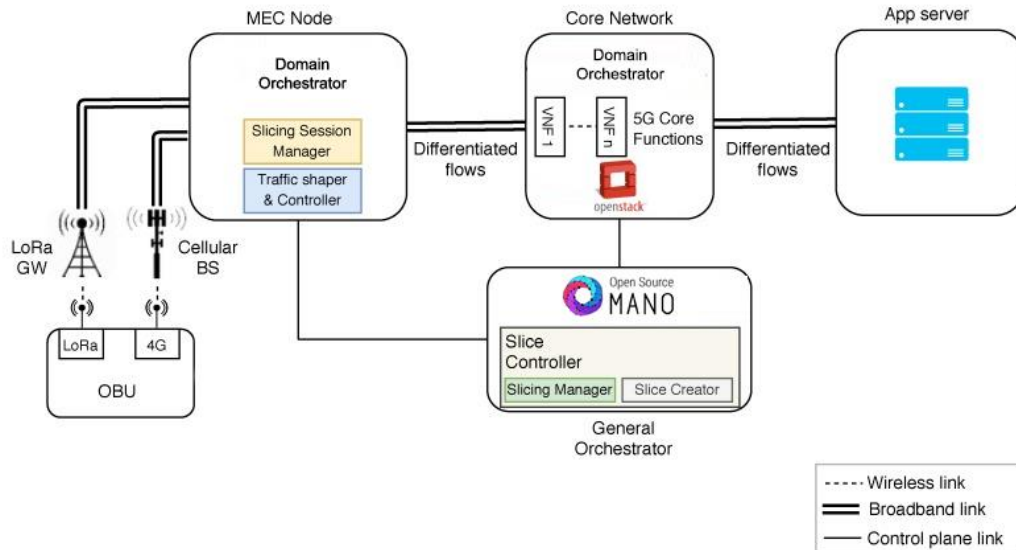 MEC Node
Core Network
App server
Domain
Orchestrator
Slicing Session
Manager
Traffic shaper
& Controller
Differentiated
flows
Domain
Orchestrator
VNF 1
VNF n
5G Core
Functions
openstack
Differentiated
flows
LoRa
GW
Cellular
BS
LoRa
4G
OBU
Open Source
MANO
Slice
Controller
Slicing Manager
Slice Creator
General
Orchestrator
Wireless link
Broadband link
Control plane link